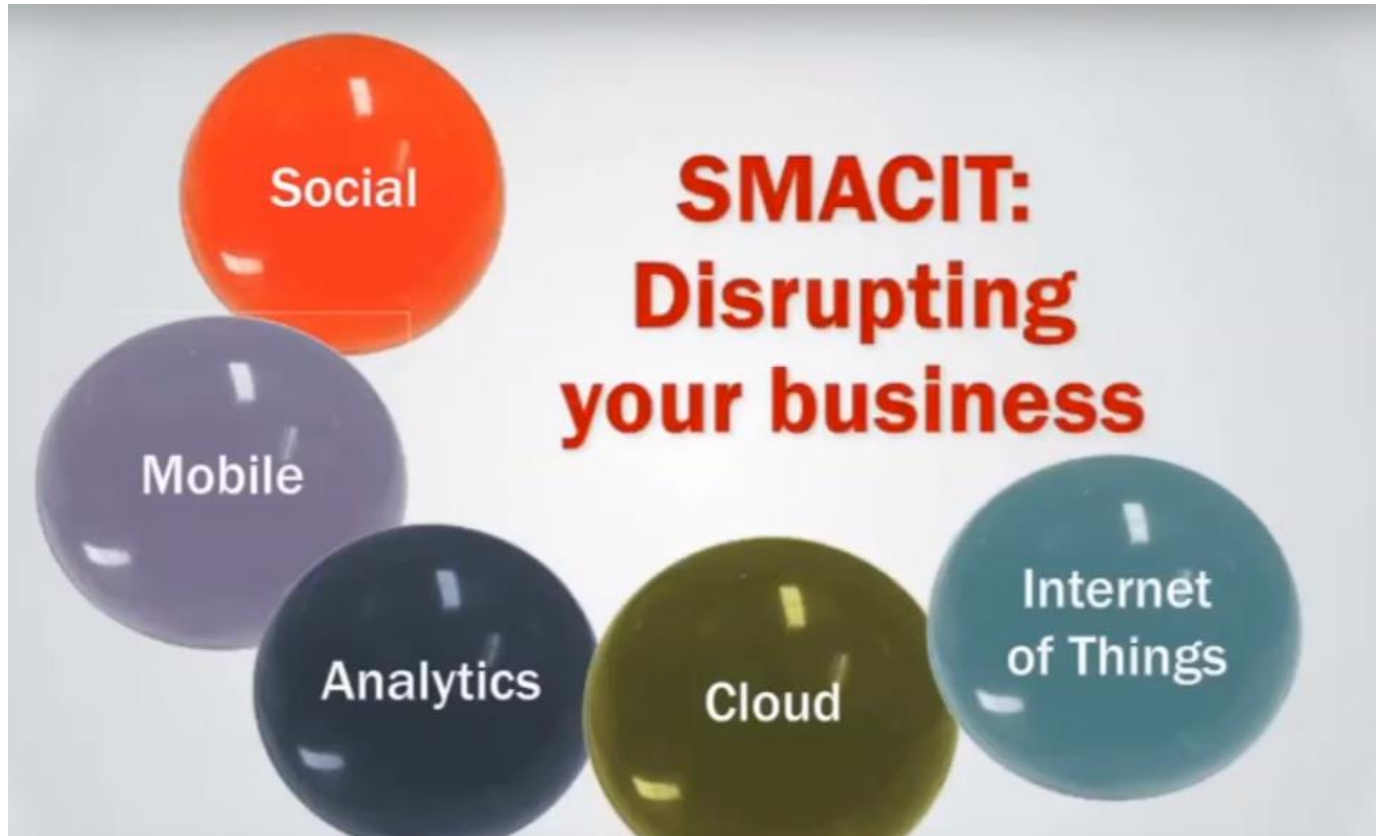 SMACIT:
Disrupting
your business
Social
Mobile
Analytics
Cloud
Internet
of Things